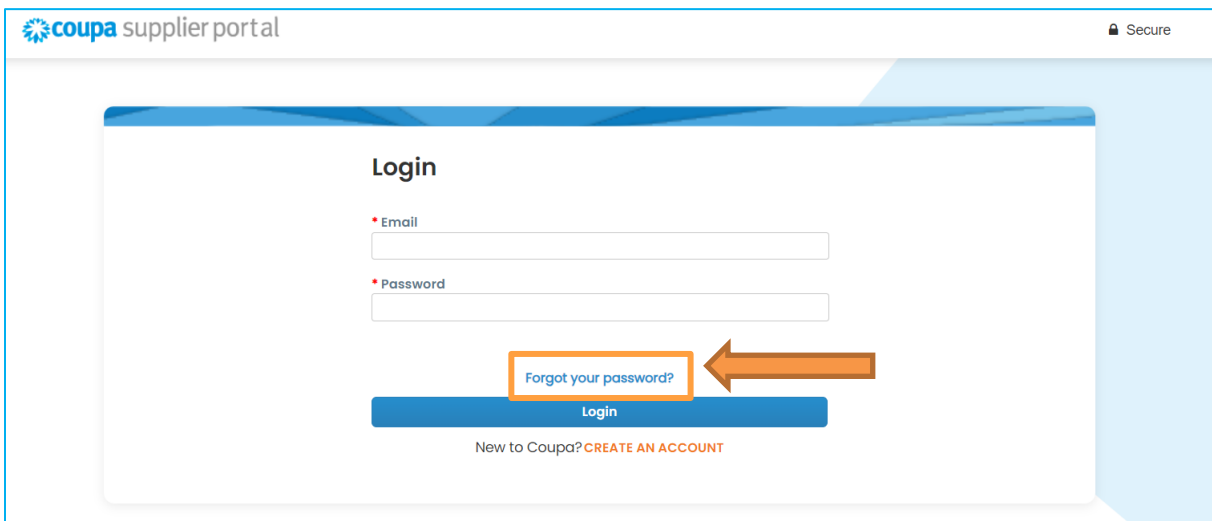 coupa supplier portal
Secure
Login
* Email
* Password
Forgot your password?
Login
New to Coupa? CREATE AN ACCOUNT